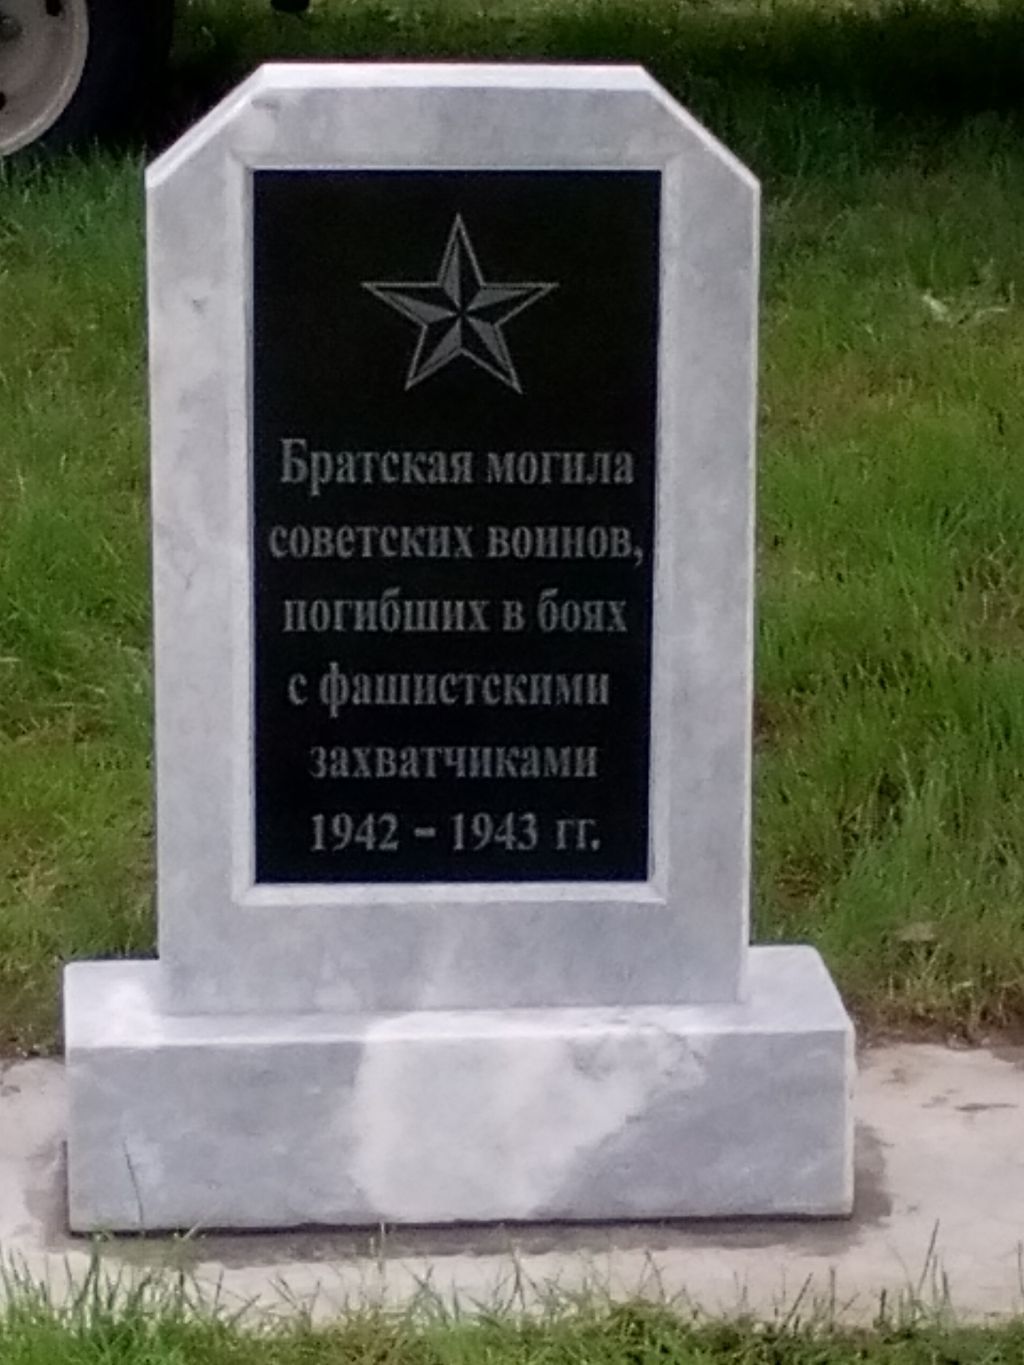 Братская могила
советских воинов,
погибших в боях
с фашистскими
захватчиками
1942 - 1943 гг.